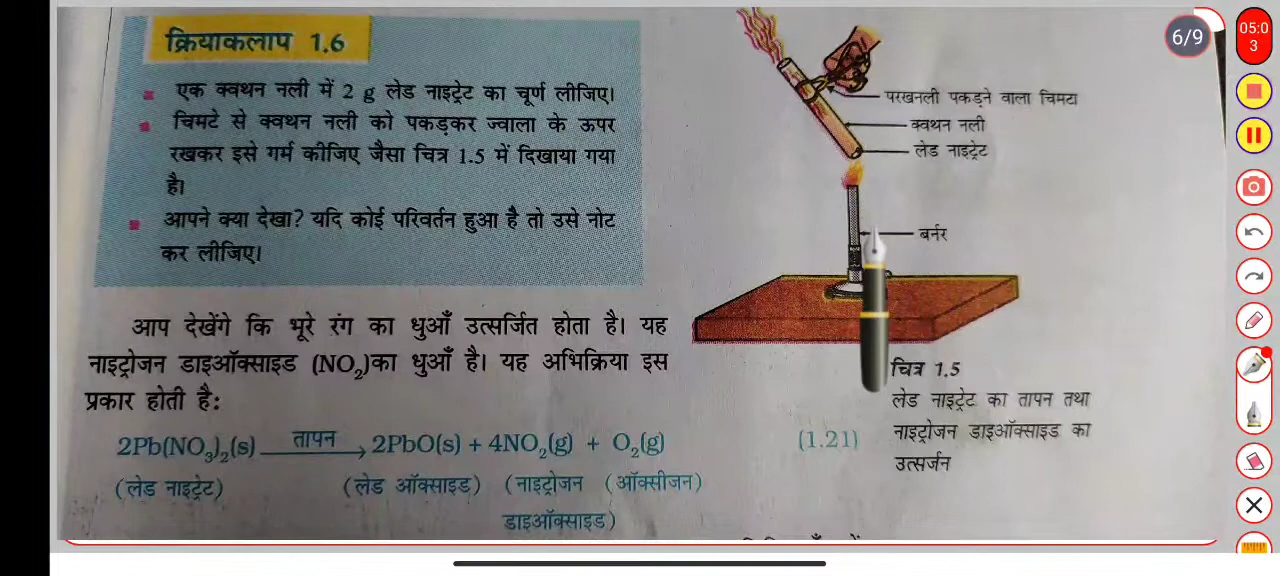 क्रियाकलाप 1.6
एक क्वथन नली में 2 g लेड नाइट्रेट का चूर्ण लीजिए।
चिमटे से क्वथन नली को पकड़कर ज्वाला के ऊपर
रखकर इसे गर्म कीजिए जैसा चित्र 1.5 में दिखाया गया
है।
आपने क्या देखा? यदि कोई परिवर्तन हुआ है तो उसे नोट
कर लीजिए।
आप देखेंगे कि भूरे रंग का धुआँ उत्सर्जित होता है। यह
नाइट्रोजन डाइऑक्साइड (NO₂)का धुआँ है। यह अभिक्रिया इस
प्रकार होती है:
2Pb(NO₃)₂(s) तापन→ 2PbO(s) + 4NO₂(g) + O₂(g) (1.21)
(लेड नाइट्रेट) (लेड ऑक्साइड) (नाइट्रोजन (ऑक्सीजन)
डाइऑक्साइड)
परखनली पकड़ने वाला चिमटा
क्वथन नली
लेड नाइट्रेट
बर्नर
चित्र 1.5
लेड नाइट्रेट का तापन तथा
नाइट्रोजन डाइऑक्साइड का
उत्सर्जन
6/9
05:0
3